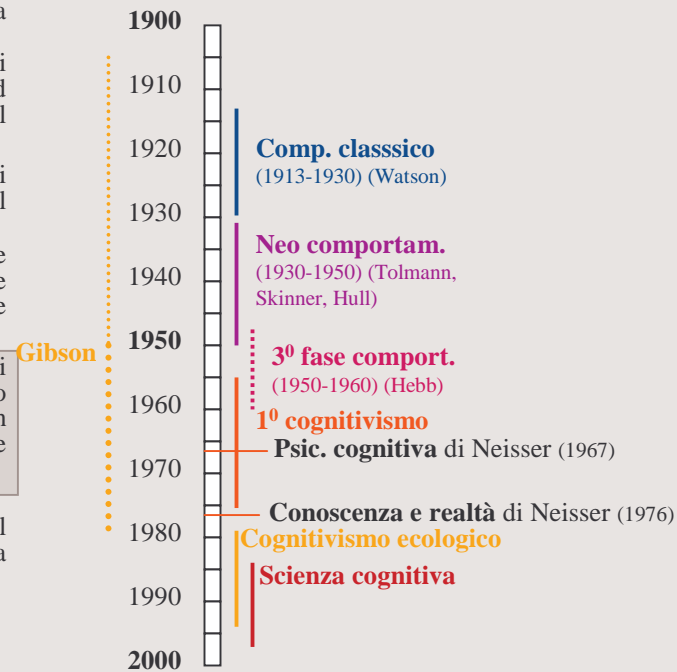 a
1900
i
d
l
1910
1920
Comp. classsico
(1913-1930) (Watson)
i
l
1930
e
e
e
Neo comportam.
(1930-1950) (Tolmann,
Skinner, Hull)
1940
1950
Gibson
i
o
n
e
3⁰ fase comport.
(1950-1960) (Hebb)
1960
1⁰ cognitivismo
Psic. cognitiva di Neisser (1967)
1970
Conoscenza e realtà di Neisser (1976)
l
a
1980
Cognitivismo ecologico
Scienza cognitiva
1990
2000